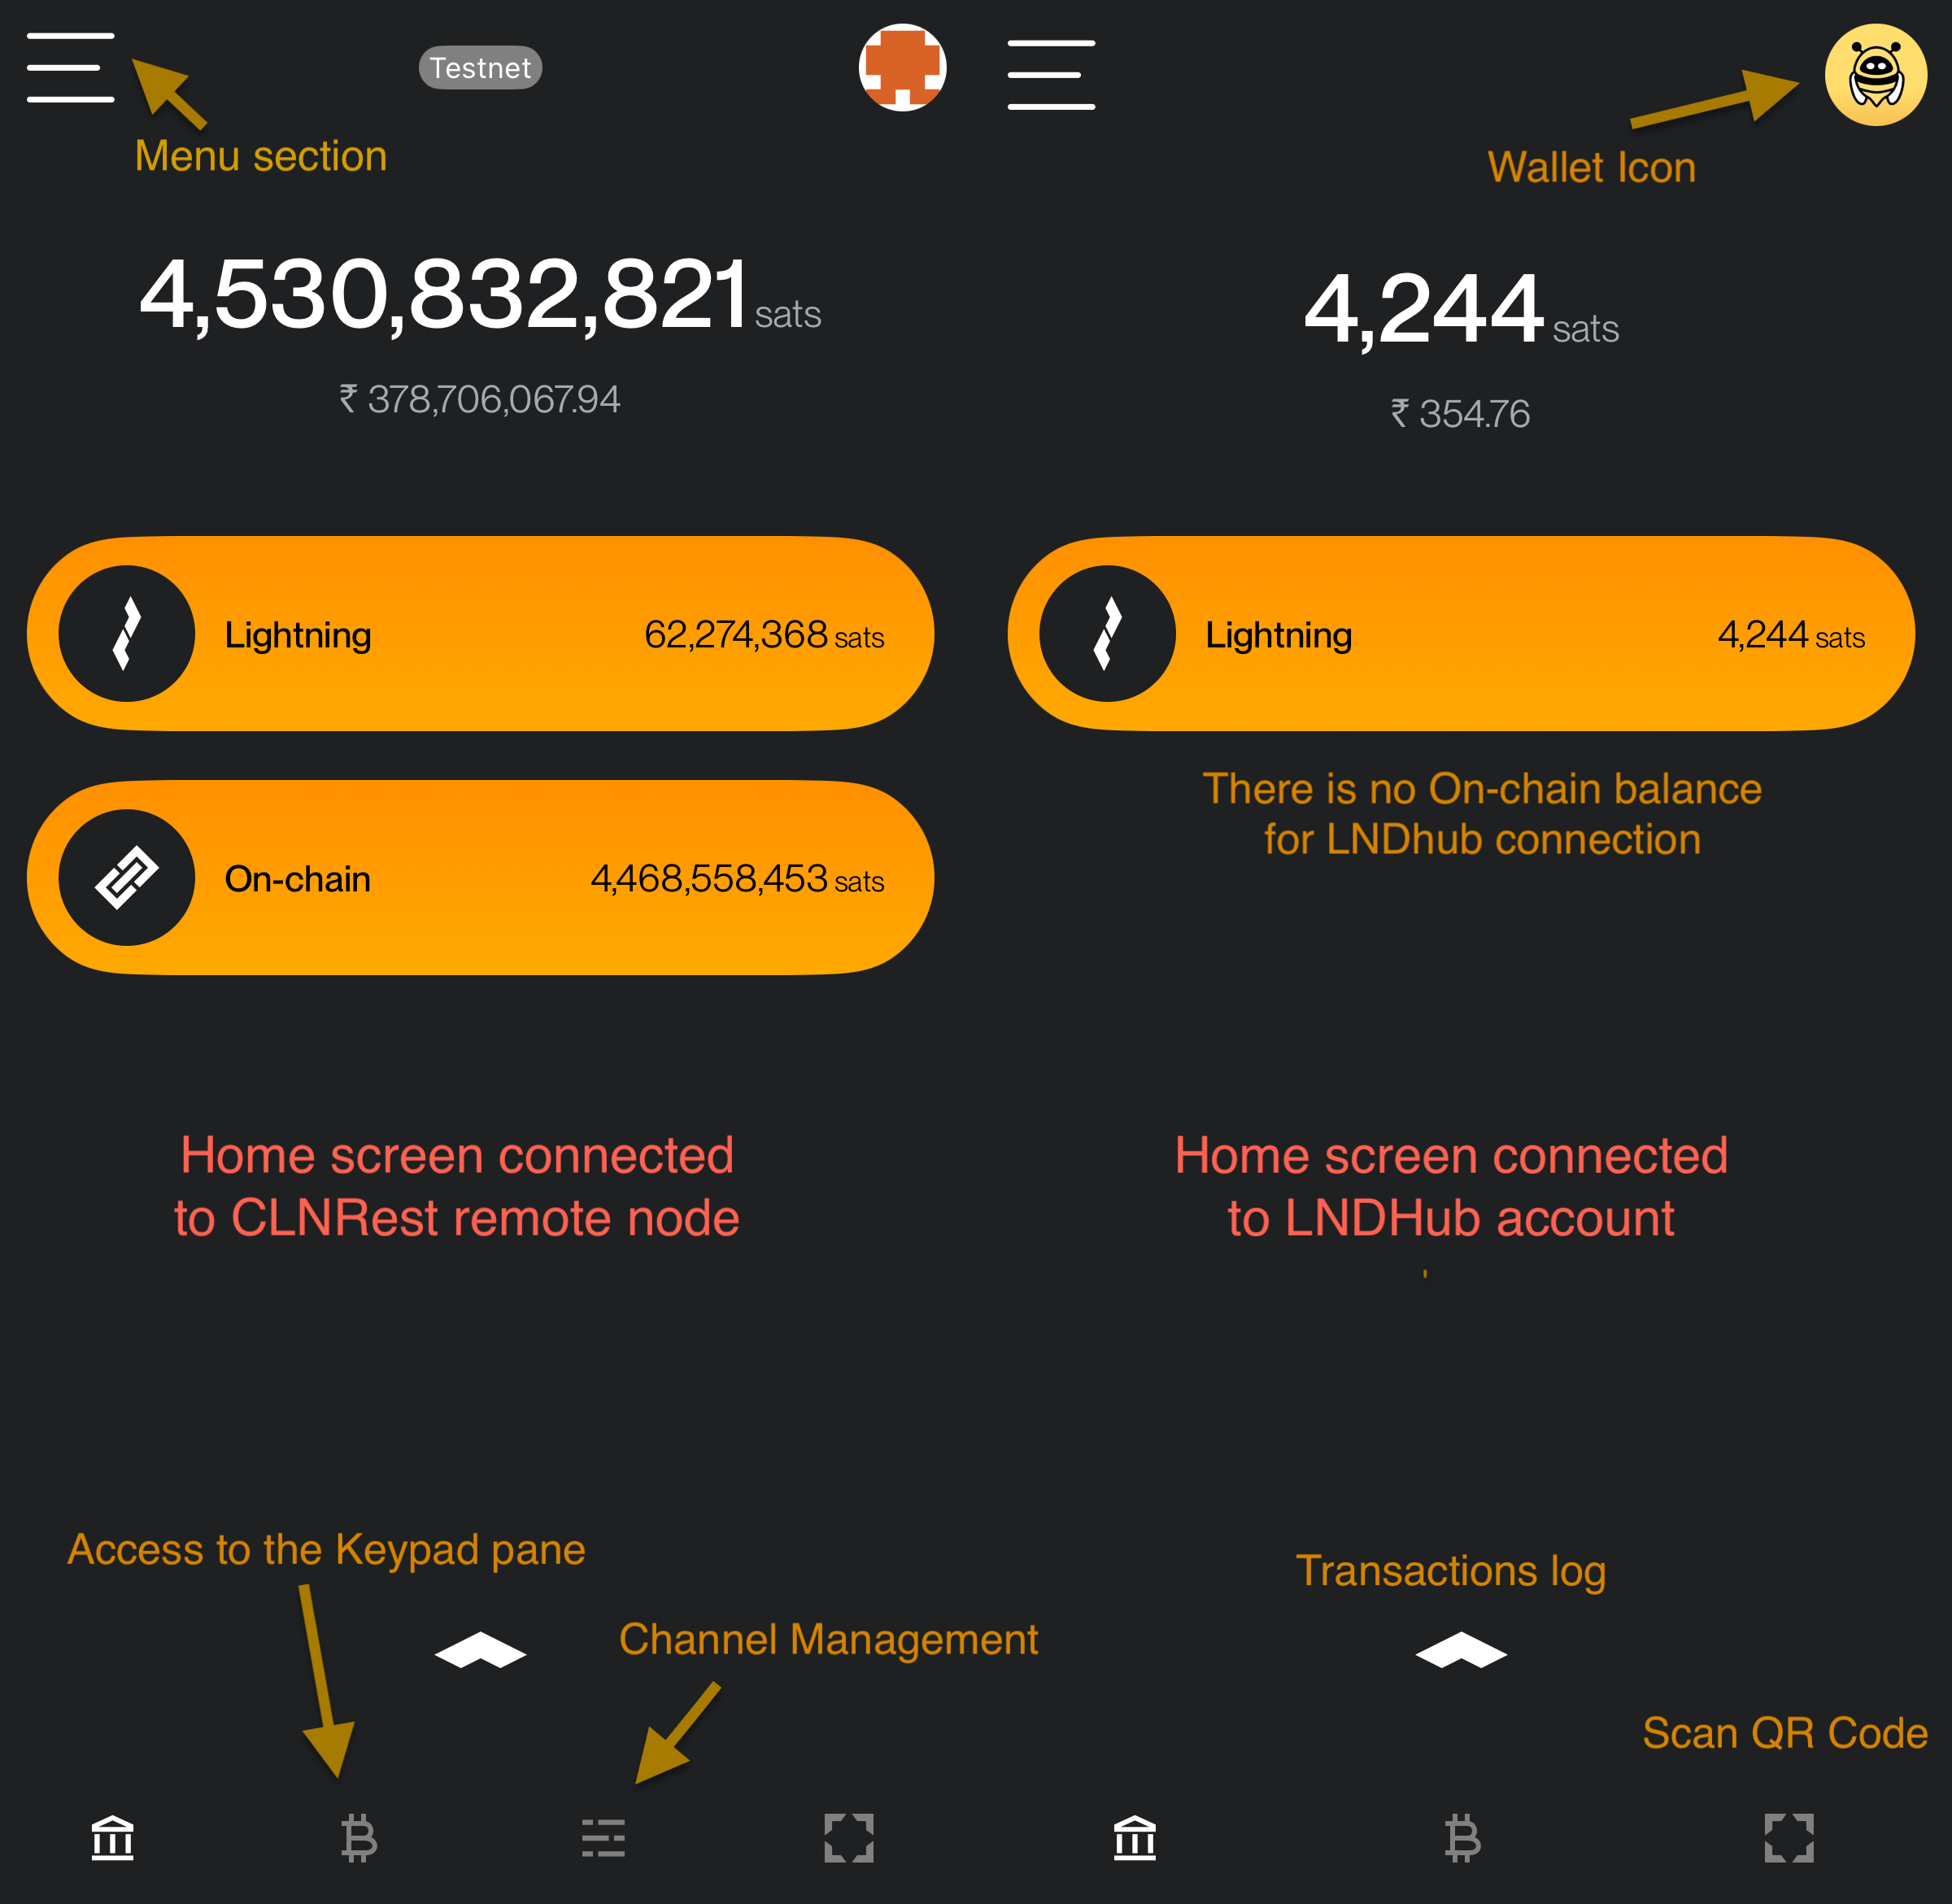 Testnet
Menu section
4,530,832,821 sats
₹ 378,706,067.94
Lightning
62,274,368 sats
On-chain
4,468,558,453 sats
Home screen connected
to CLNRest remote node
Access to the Keypad pane
Channel Management
Wallet Icon
4,244 sats
₹ 354.76
Lightning
4,244 sats
There is no On-chain balance
for LNDhub connection
Home screen connected
to LNDHub account
'
Transactions log
Scan QR Code